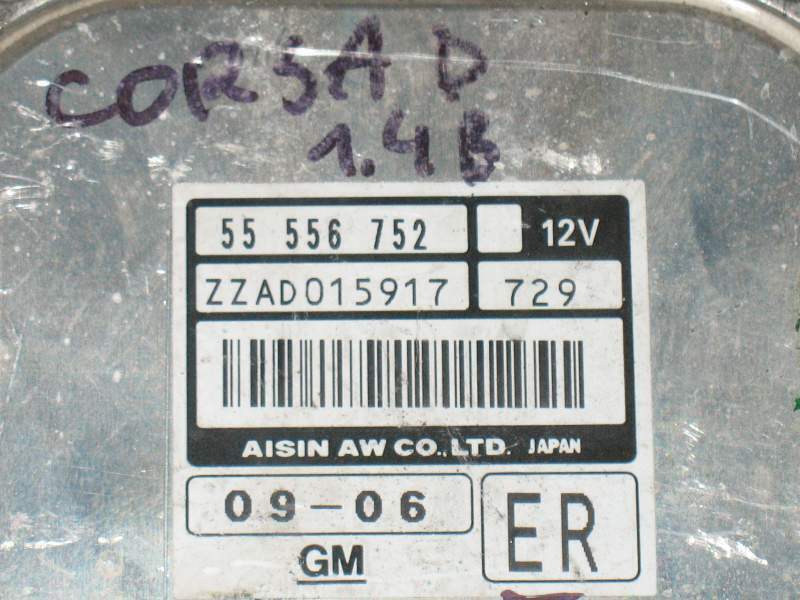 CORSA D
1.4B
55 556 752 12V
ZZAD015917 729
AISIN AW CO.,LTD. JAPAN
09-06 ER
GM